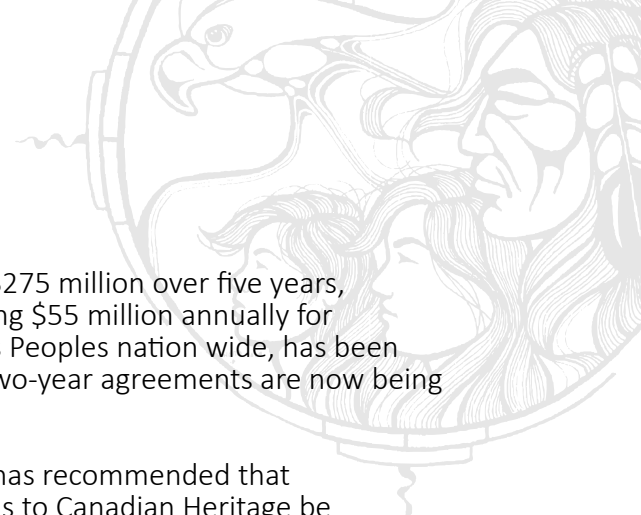 $275 million over five years,
ng $55 million annually for
s Peoples nation wide, has been
wo-year agreements are now being
has recommended that
s to Canadian Heritage be